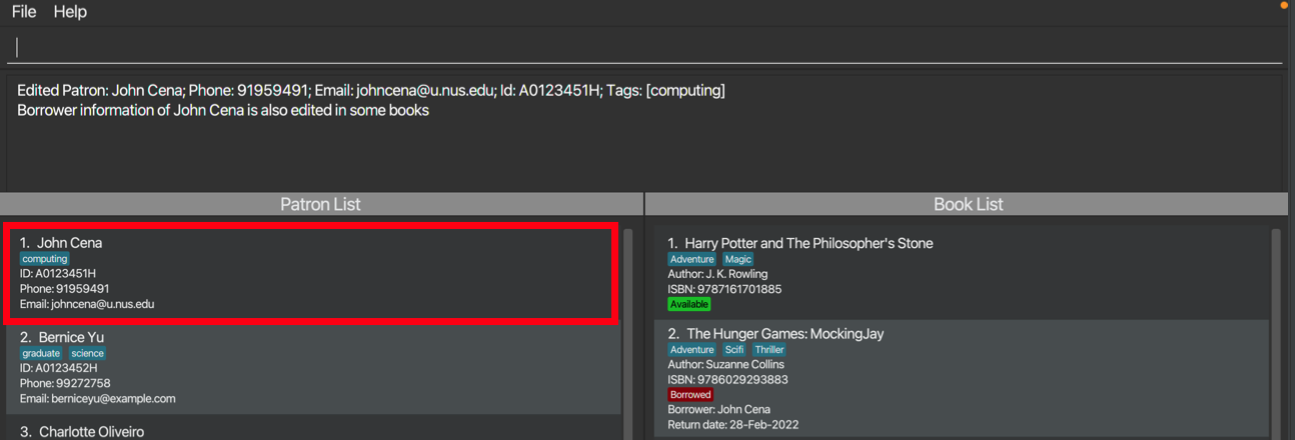 File Help
Edited Patron: John Cena; Phone: 91959491; Email: johncena@u.nus.edu; Id: A0123451H; Tags: [computing]
Borrower information of John Cena is also edited in some books
Patron List
1. John Cena
computing
ID: A0123451H
Phone: 91959491
Email: johncena@u.nus.edu
2. Bernice Yu
graduate science
ID: A0123452H
Phone: 99272758
Email: berniceyu@example.com
3. Charlotte Oliveiro
Book List
1. Harry Potter and The Philosopher's Stone
Adventure Magic
Author: J. K. Rowling
ISBN: 9787161701885
Available
2. The Hunger Games: MockingJay
Adventure Scifi Thriller
Author: Suzanne Collins
ISBN: 9786029293883
Borrowed
Borrower: John Cena
Return date: 28-Feb-2022